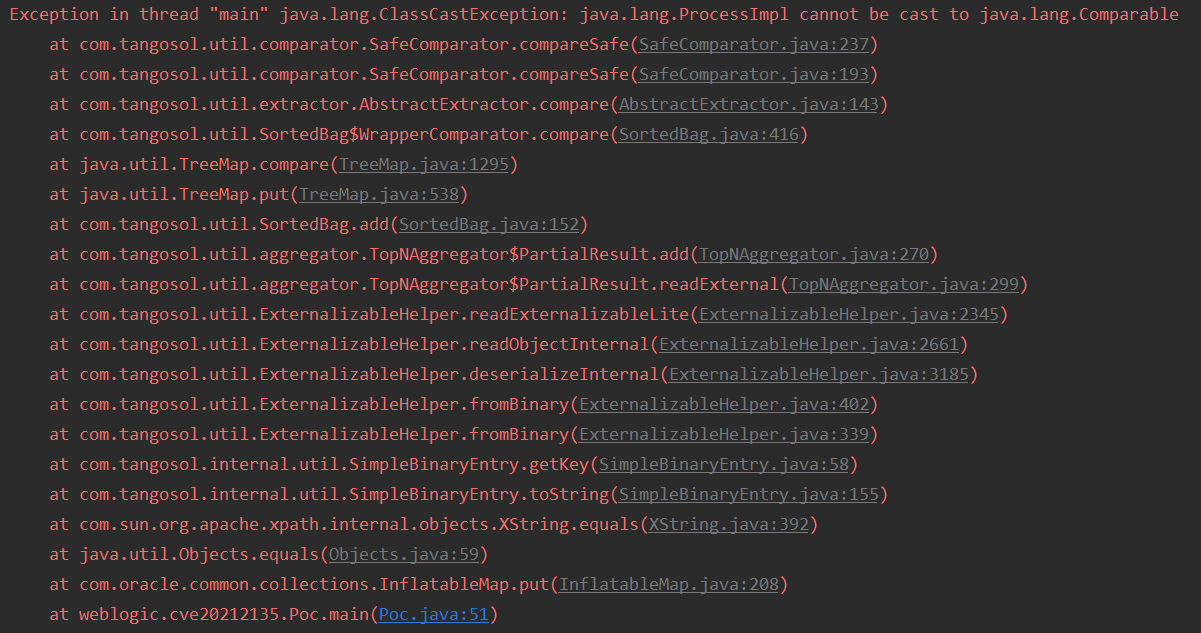 Exception in thread "main" java.lang.ClassCastException: java.lang.ProcessImpl cannot be cast to java.lang.Comparable
at com.tangosol.util.comparator.SafeComparator.compareSafe(SafeComparator.java:237)
at com.tangosol.util.comparator.SafeComparator.compareSafe(SafeComparator.java:193)
at com.tangosol.util.extractor.AbstractExtractor.compare(AbstractExtractor.java:143)
at com.tangosol.util.SortedBag$WrapperComparator.compare(SortedBag.java:416)
at java.util.TreeMap.compare(TreeMap.java:1295)
at java.util.TreeMap.put(TreeMap.java:538)
at com.tangosol.util.SortedBag.add(SortedBag.java:152)
at com.tangosol.util.aggregator.TopNAggregator$PartialResult.add(TopNAggregator.java:270)
at com.tangosol.util.aggregator.TopNAggregator$PartialResult.readExternal(TopNAggregator.java:299)
at com.tangosol.util.ExternalizableHelper.readExternalizableLite(ExternalizableHelper.java:2345)
at com.tangosol.util.ExternalizableHelper.readObjectInternal(ExternalizableHelper.java:2661)
at com.tangosol.util.ExternalizableHelper.deserializeInternal(ExternalizableHelper.java:3185)
at com.tangosol.util.ExternalizableHelper.fromBinary(ExternalizableHelper.java:402)
at com.tangosol.util.ExternalizableHelper.fromBinary(ExternalizableHelper.java:339)
at com.tangosol.internal.util.SimpleBinaryEntry.getKey(SimpleBinaryEntry.java:58)
at com.tangosol.internal.util.SimpleBinaryEntry.toString(SimpleBinaryEntry.java:155)
at com.sun.org.apache.xpath.internal.objects.XString.equals(XString.java:392)
at java.util.Objects.equals(Objects.java:59)
at com.oracle.common.collections.InflatableMap.put(InflatableMap.java:208)
at weblogic.cve20212135.Poc.main(Poc.java:51)